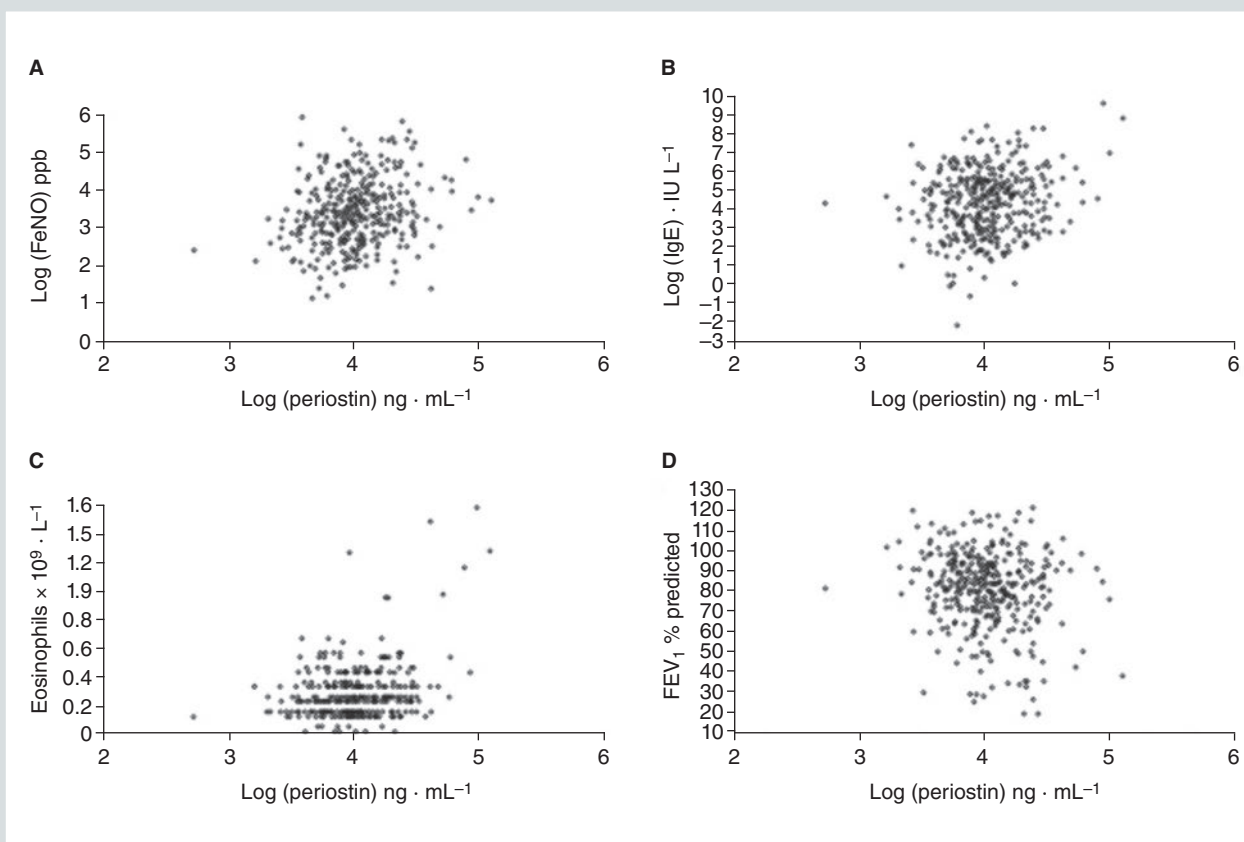 A
Log (FeNO) ppb
6
5
4
3
2
1
0
2 3 4 5 6
Log (periostin) ng · mL⁻¹
B
Log (IgE) · IU L⁻¹
10
9
8
7
6
5
4
3
2
1
0
–1
–2
–3
2 3 4 5 6
Log (periostin) ng · mL⁻¹
C
Eosinophils × 10⁹ · L⁻¹
1.6
1.5
1.2
1.9
0.8
0.6
0.4
0.2
0
2 3 4 5 6
Log (periostin) ng · mL⁻¹
D
FEV₁ % predicted
130
120
110
100
90
80
70
60
50
40
30
20
10
2 3 4 5 6
Log (periostin) ng · mL⁻¹